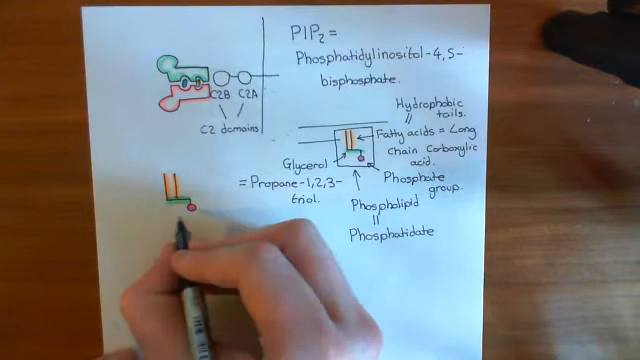 PIP2 =
Phosphatidylinositol-4,5-
bisphosphate.
C2B C2A
C2 domains
Hydrophobic
tails.
=
Fatty acids = Long
chain Carboxylic
acid.
Glycerol
= Propane-1,2,3-
triol.
Phosphate
group.
Phospholipid
=
Phosphatidate